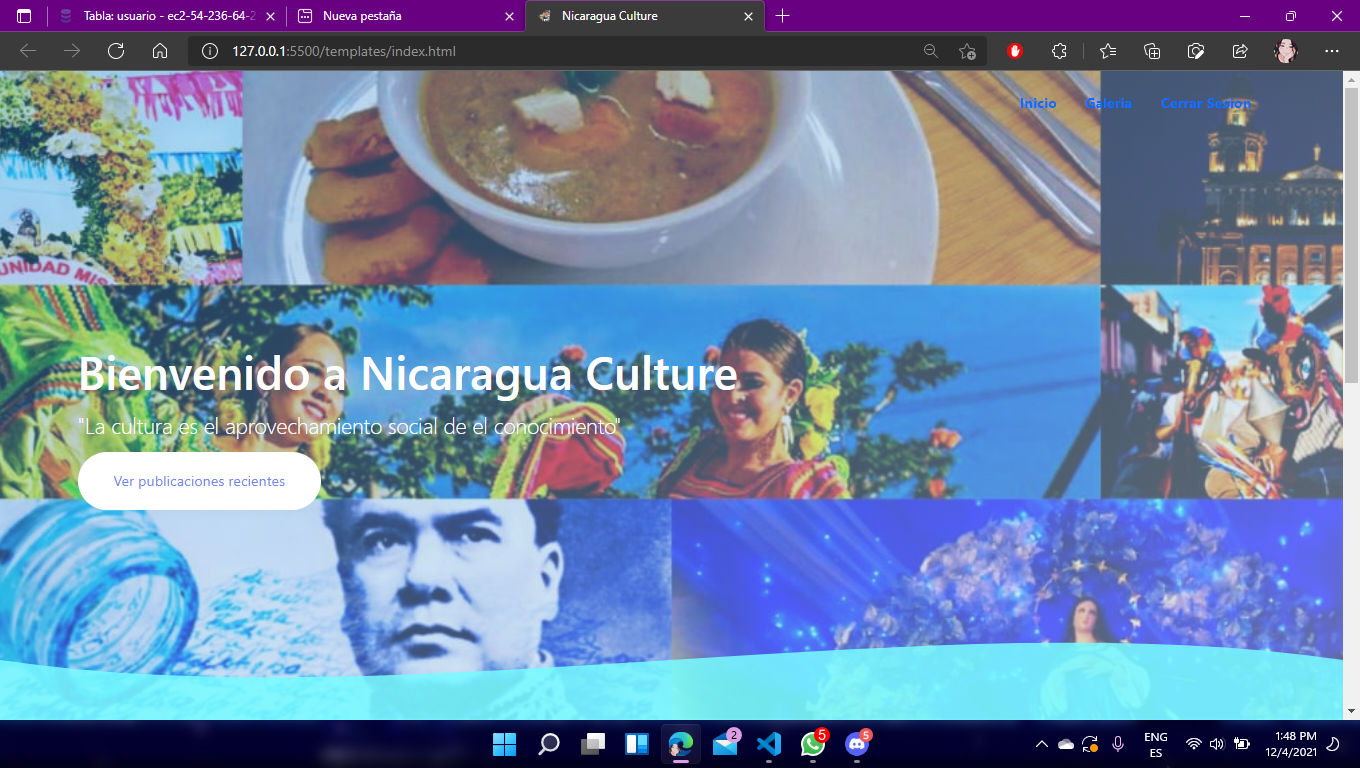 Tabla: usuario - ec2-54-236-64-2
Nueva pestaña
Nicaragua Culture
127.0.0.1:5500/templates/index.html
Inicio Galeria Cerrar Sesion
UNIDAD MIS
Bienvenido a Nicaragua Culture
"La cultura es el aprovechamiento social de el conocimiento"
Ver publicaciones recientes
2
5
5
ENG
ES
1:48 PM
12/4/2021